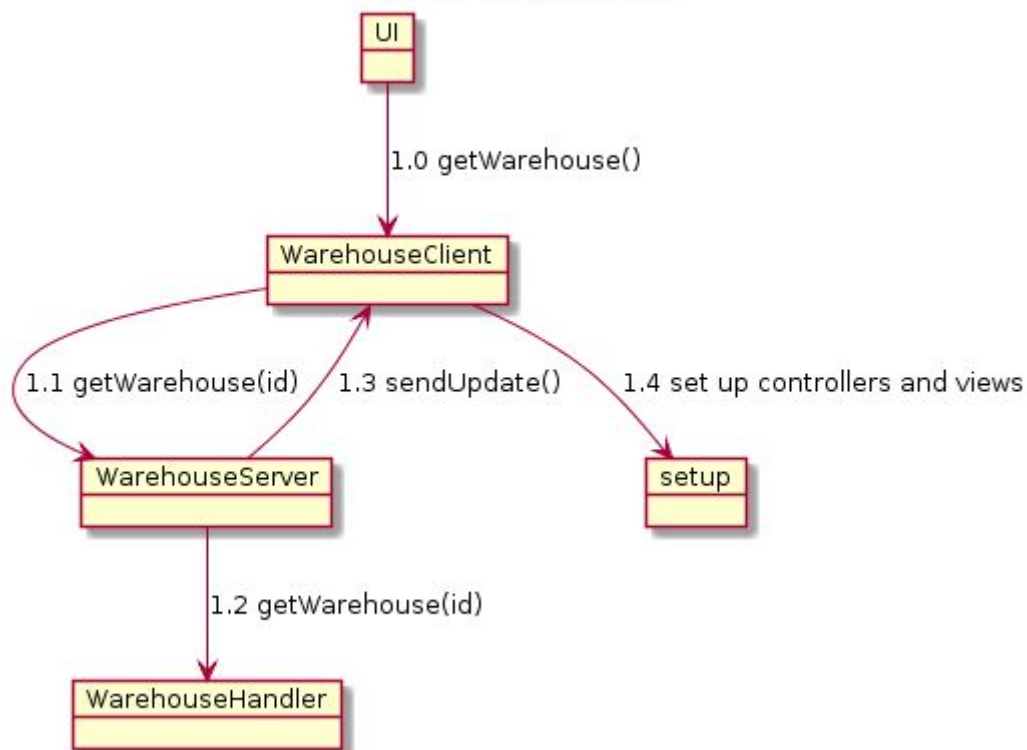 UI
1.0 getWarehouse()
WarehouseClient
1.1 getWarehouse(id)
1.3 sendUpdate()
1.4 set up controllers and views
WarehouseServer
setup
1.2 getWarehouse(id)
WarehouseHandler